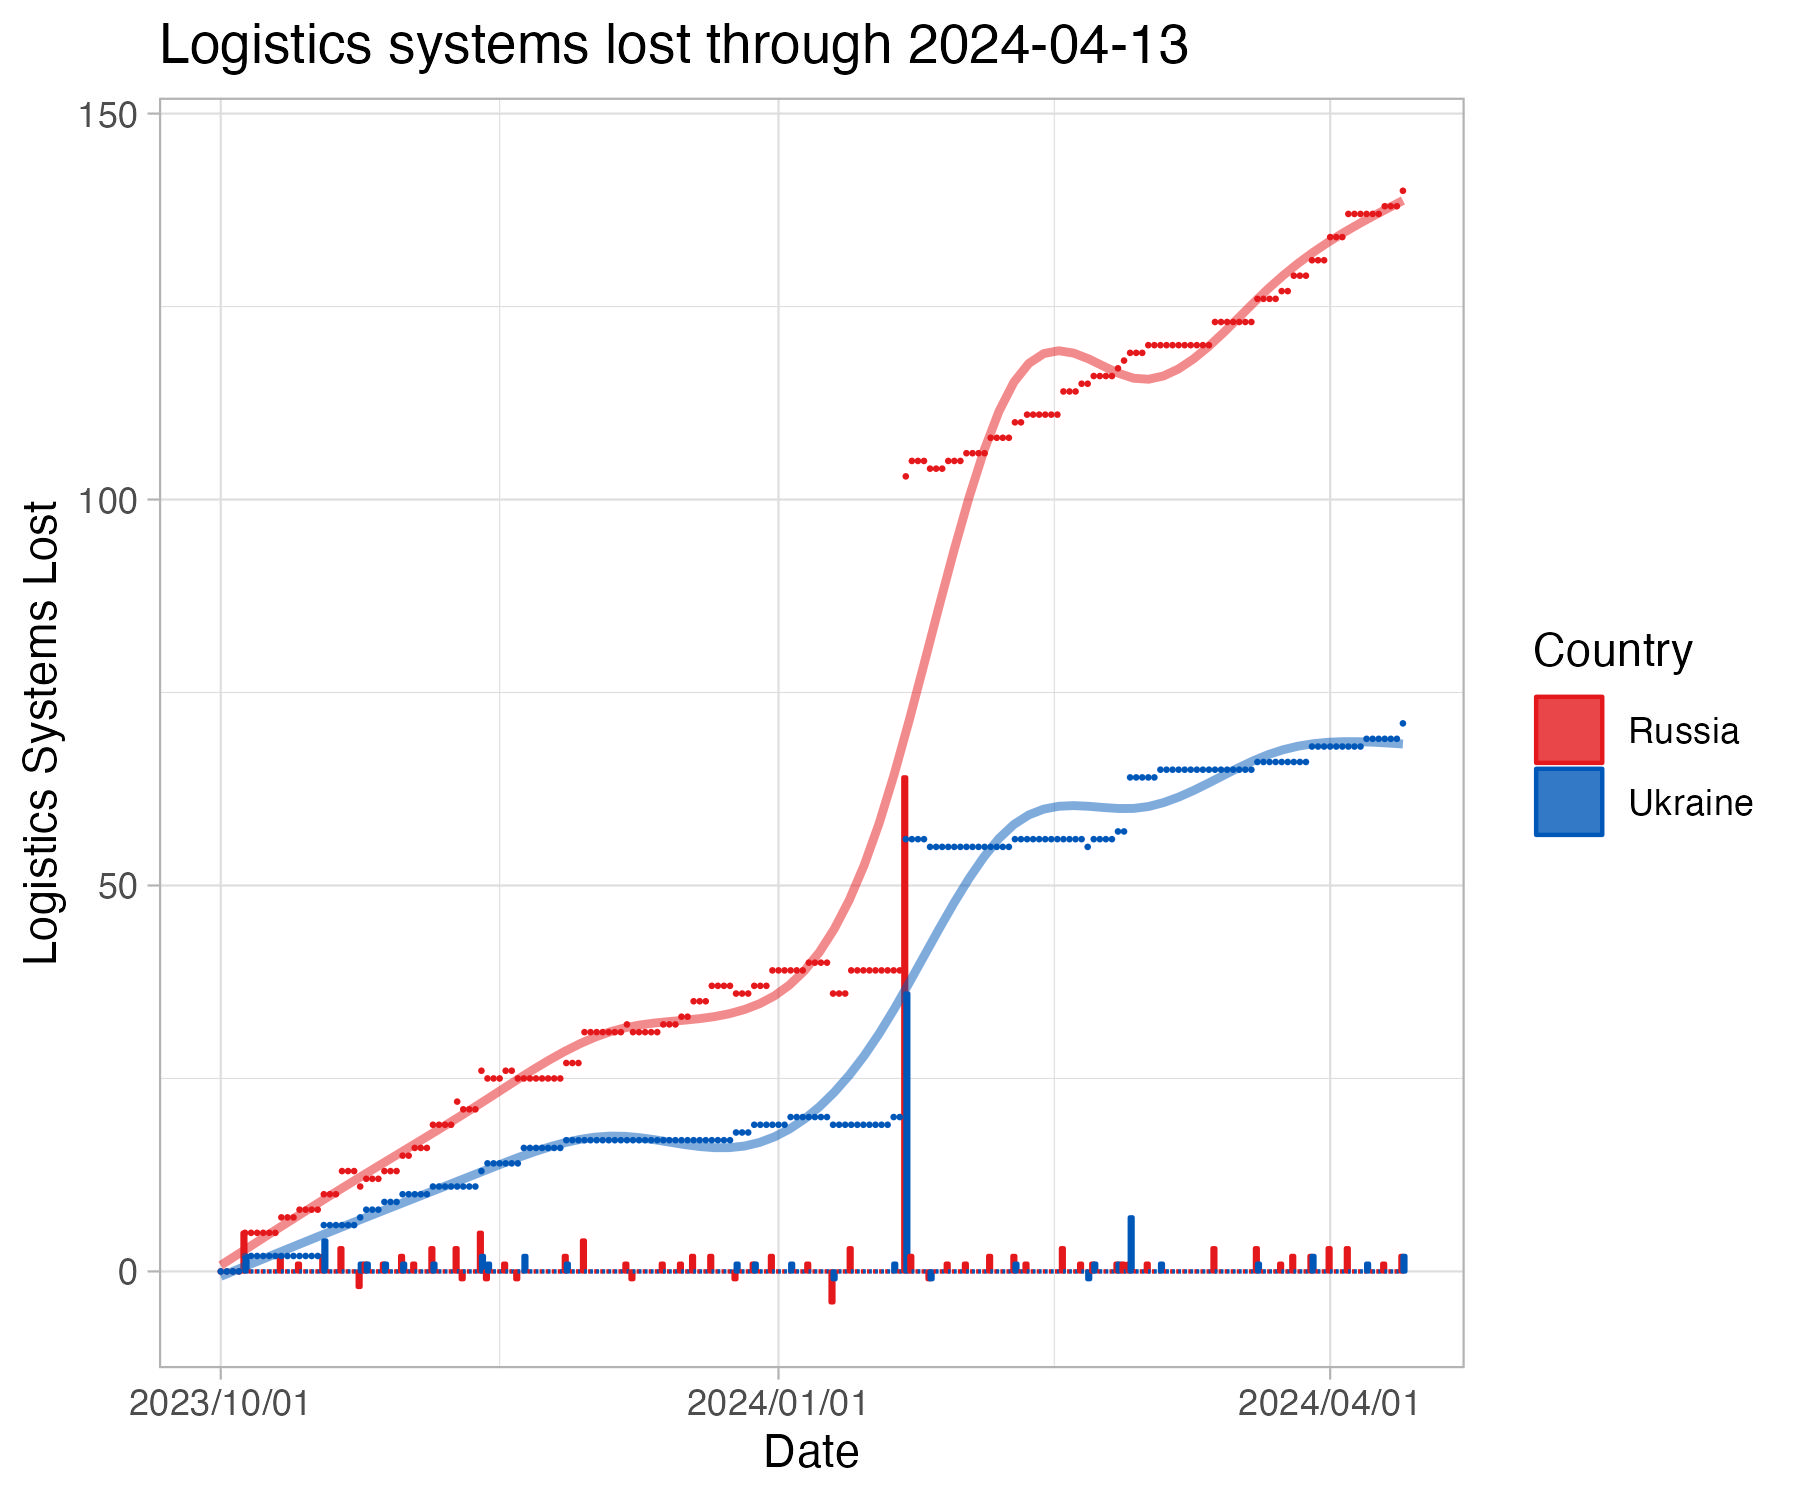 Logistics systems lost through 2024-04-13
150
100
50
0
Logistics Systems Lost
2023/10/01
2024/01/01
2024/04/01
Date
Country
Russia
Ukraine